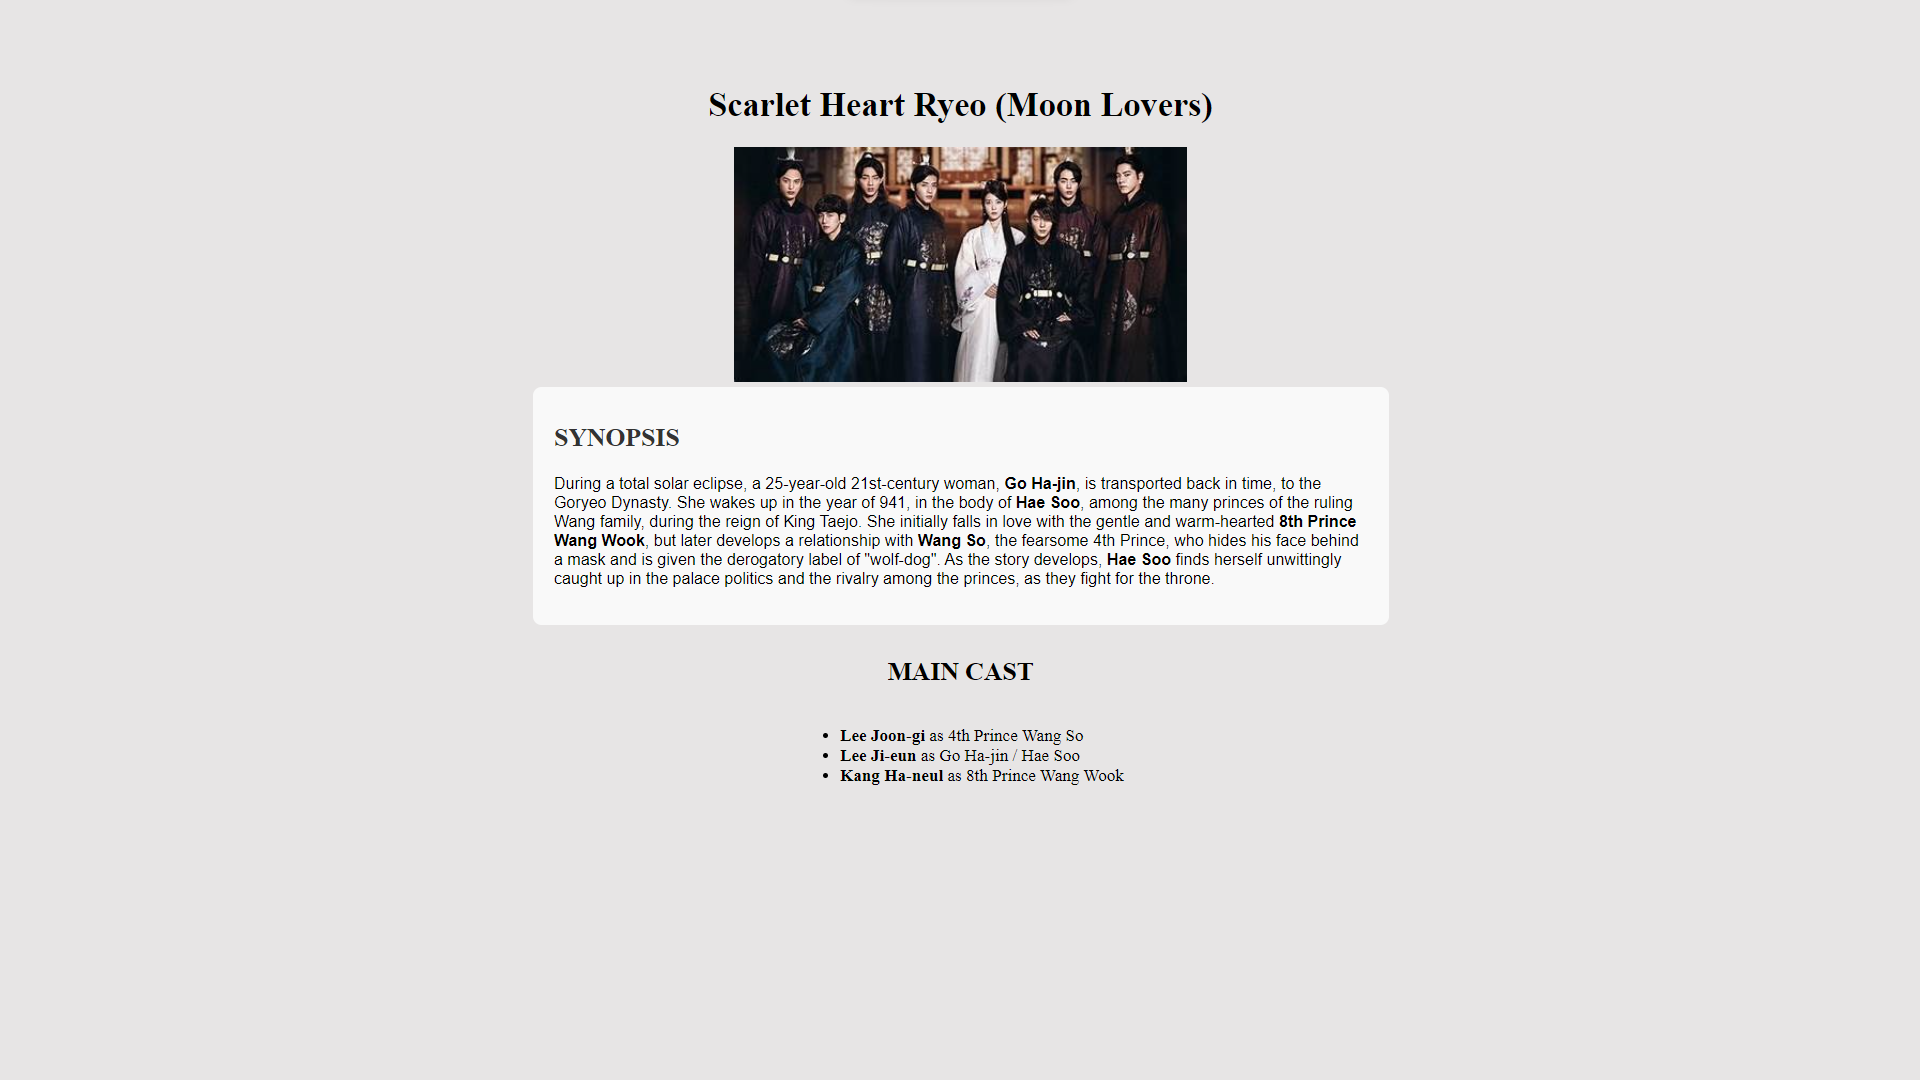 Scarlet Heart Ryeo (Moon Lovers)
SYNOPSIS
During a total solar eclipse, a 25-year-old 21st-century woman, Go Ha-jin, is transported back in time, to the
Goryeo Dynasty. She wakes up in the year of 941, in the body of Hae Soo, among the many princes of the ruling
Wang family, during the reign of King Taejo. She initially falls in love with the gentle and warm-hearted 8th Prince
Wang Wook, but later develops a relationship with Wang So, the fearsome 4th Prince, who hides his face behind
a mask and is given the derogatory label of "wolf-dog". As the story develops, Hae Soo finds herself unwittingly
caught up in the palace politics and the rivalry among the princes, as they fight for the throne.
MAIN CAST
• Lee Joon-gi as 4th Prince Wang So
• Lee Ji-eun as Go Ha-jin / Hae Soo
• Kang Ha-neul as 8th Prince Wang Wook